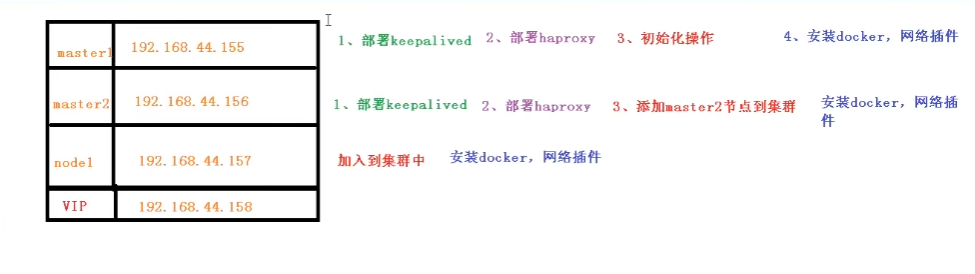 master1 192.168.44.155 1、部署keepalived 2、部署haproxy 3、初始化操作 4、安装docker，网络插件
master2 192.168.44.156 1、部署keepalived 2、部署haproxy 3、添加master2节点到集群 安装docker，网络插
件
node1 192.168.44.157 加入到集群中 安装docker，网络插件
VIP 192.168.44.158